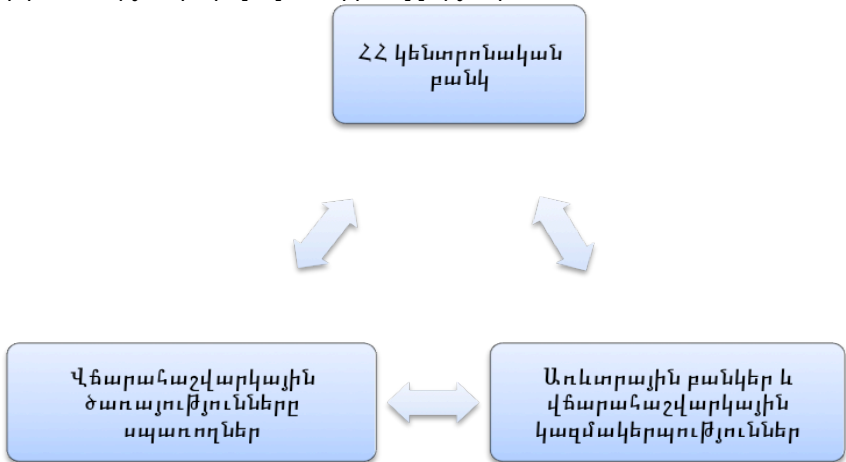 ՀՀ կենտրոնական
բանկ
Վճարահաշվարկային
ծառայությունները
սպառողներ
Առևտրային բանկեր և
վճարահաշվարկային
կազմակերպություններ